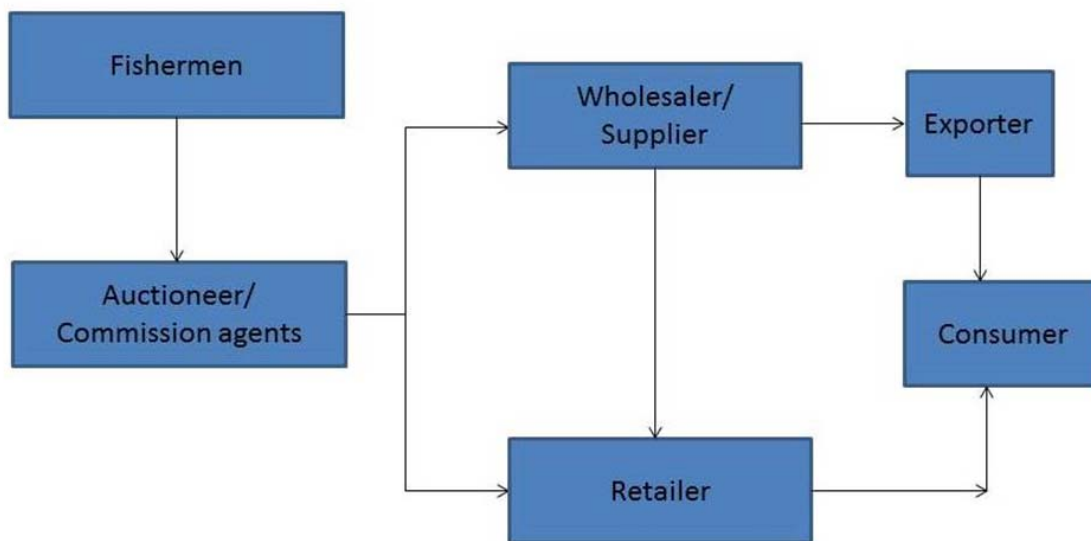 Fishermen
Wholesaler/
Supplier
Exporter
Auctioneer/
Commission agents
Consumer
Retailer